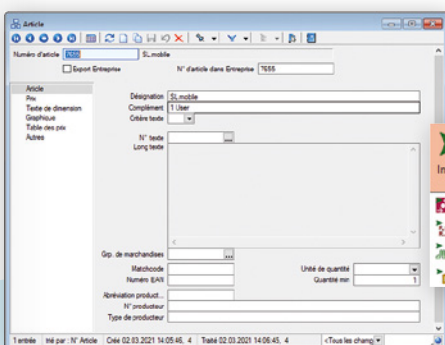 Article
Numéro d'article 7655 SL.mobile
Export Entreprise N° d'article dans Entreprise 7655
Article
Prix
Texte de dimension
Graphique
Table des prix
Autres
Désignation SL.mobile
Complément 1 User
Critère texte
N° texte
Long texte
Grp. de marchandises
Matchcode
Unité de quantité
Numéro EAN
Quantité min 1
Abréviation product...
N° producteur
Type de producteur
1 entrée trié par : N° Article Créé 02.03.2021 14:05:46, 4 Traité 02.03.2021 14:06:45, 4 <Tous les champ